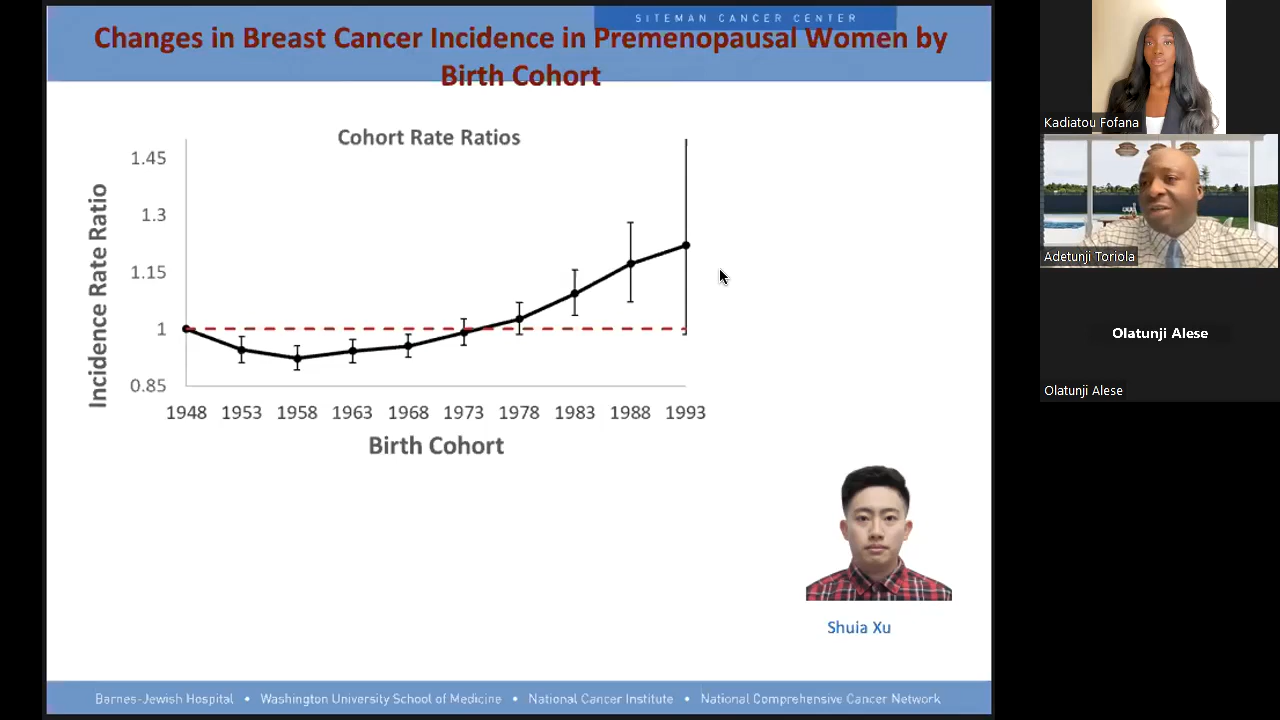 SITEMAN CANCER CENTER
Changes in Breast Cancer Incidence in Premenopausal Women by
Birth Cohort
Cohort Rate Ratios
Incidence Rate Ratio
1.45
1.3
1.15
1
0.85
1948 1953 1958 1963 1968 1973 1978 1983 1988 1993
Birth Cohort
Shuia Xu
Barnes-Jewish Hospital • Washington University School of Medicine • National Cancer Institute • National Comprehensive Cancer Network
Kadiatou Fofana
Adetunji Toriola
Olatunji Alese
Olatunji Alese